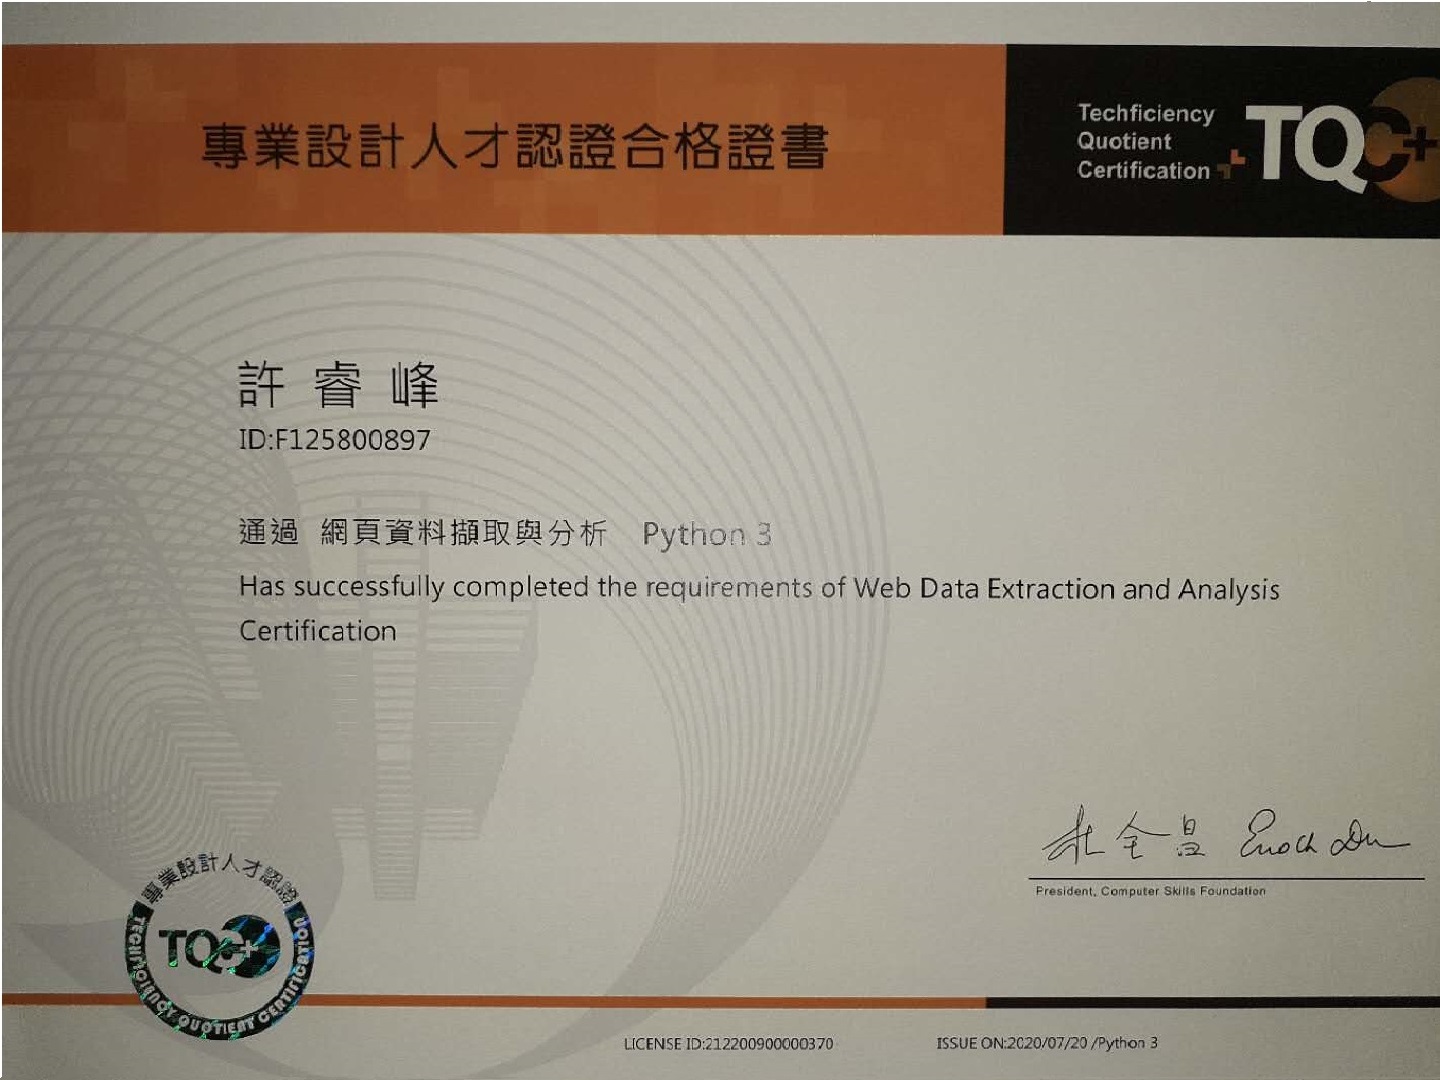 專業設計人才認證合格證書
Techficiency
Quotient
Certification
TQC+
許睿峰
ID:F125800897
通過 網頁資料擷取與分析 Python 3
Has successfully completed the requirements of Web Data Extraction and Analysis
Certification
杜全昌 Enoch Du
President, Computer Skills Foundation
專業設計人才認證
TQC+
TECHFICIENCY QUOTIENT CERTIFICATION
LICENSE ID:212200900000370
ISSUE ON:2020/07/20 /Python 3